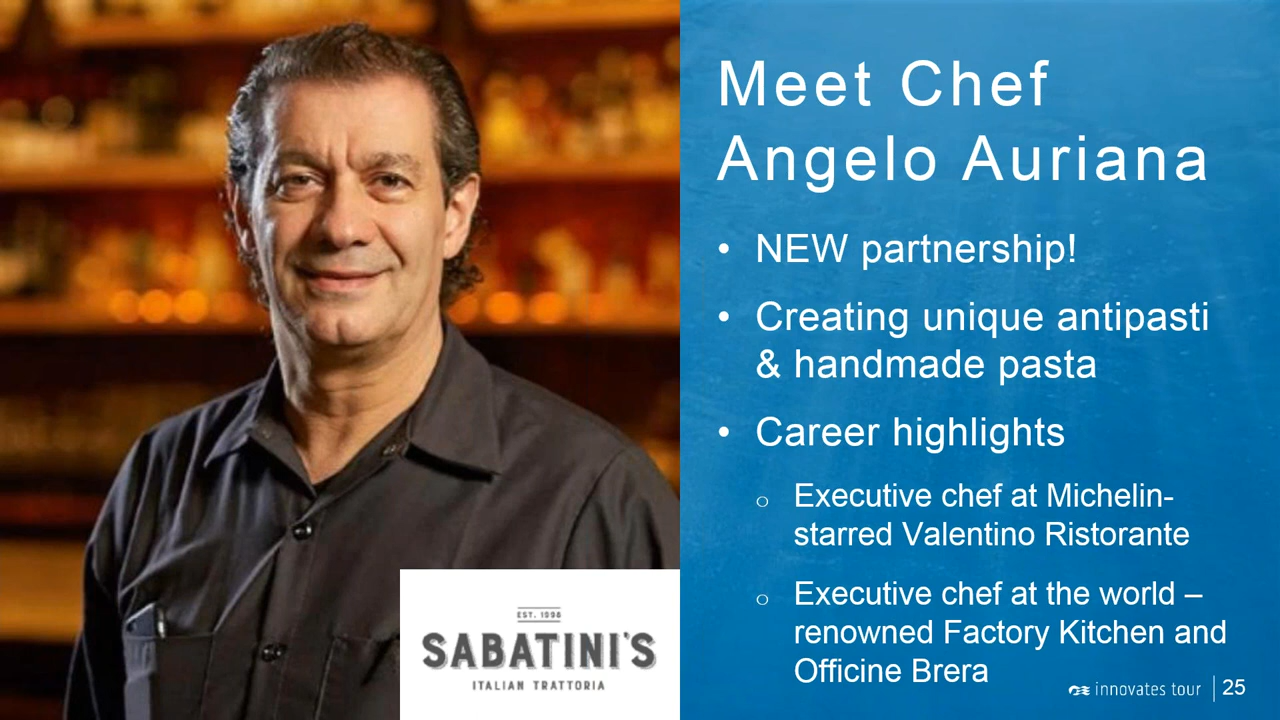 Meet Chef
Angelo Auriana
• NEW partnership!
• Creating unique antipasti
& handmade pasta
• Career highlights
o Executive chef at Michelin-
starred Valentino Ristorante
o Executive chef at the world –
renowned Factory Kitchen and
Officine Brera
EST. 1998
SABATINI'S
ITALIAN TRATTORIA
innovates tour | 25